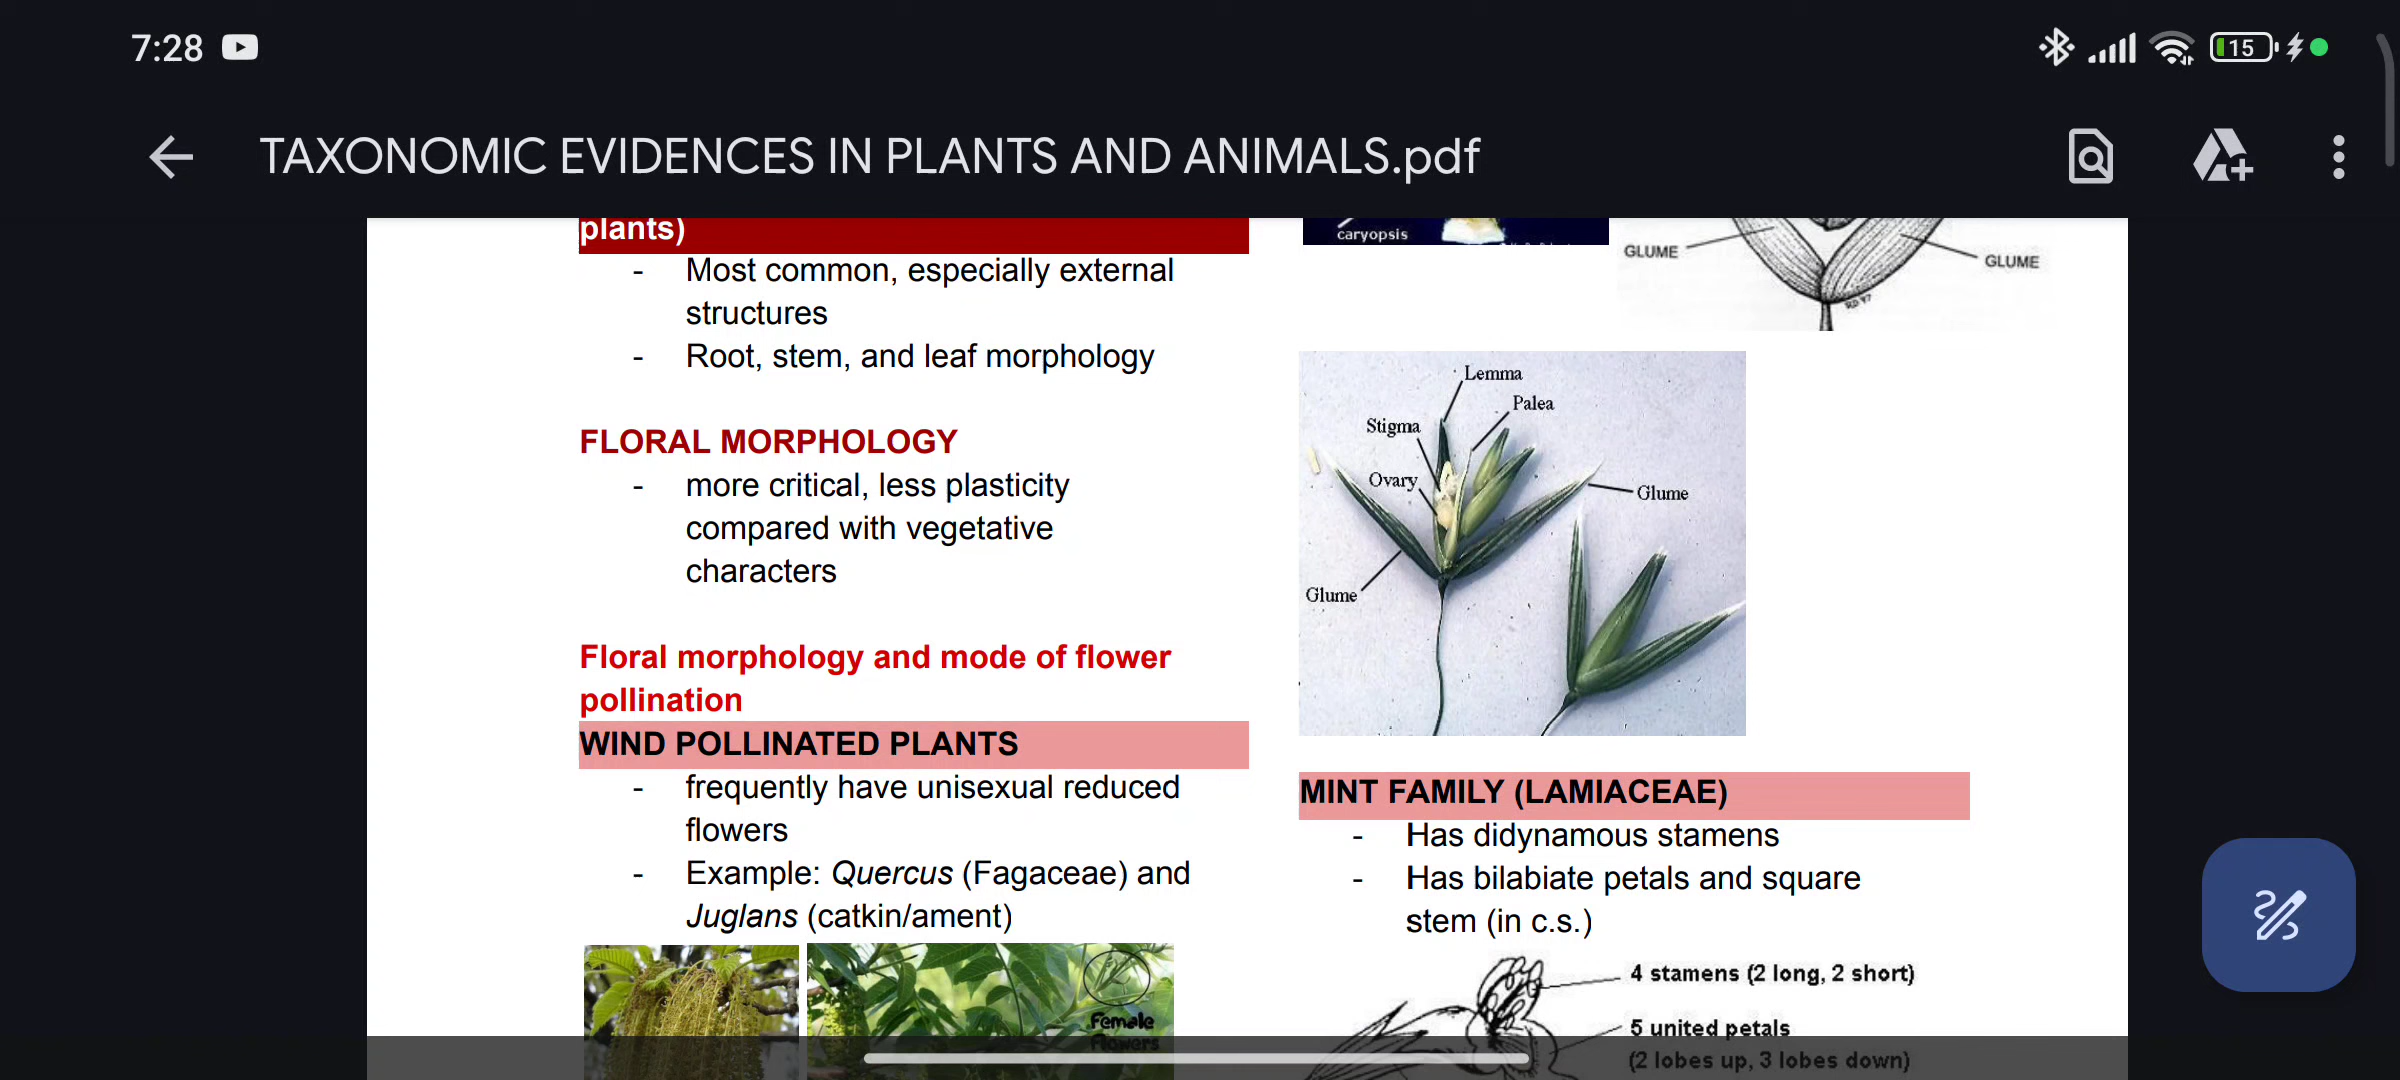 7:28
15
TAXONOMIC EVIDENCES IN PLANTS AND ANIMALS.pdf
plants)
- Most common, especially external
structures
- Root, stem, and leaf morphology
FLORAL MORPHOLOGY
- more critical, less plasticity
compared with vegetative
characters
Floral morphology and mode of flower
pollination
WIND POLLINATED PLANTS
- frequently have unisexual reduced
flowers
- Example: Quercus (Fagaceae) and
Juglans (catkin/ament)
Female
Flowers
caryopsis
GLUME
GLUME
Lemma
Palea
Stigma
Ovary
Glume
Glume
MINT FAMILY (LAMIACEAE)
- Has didynamous stamens
- Has bilabiate petals and square
stem (in c.s.)
4 stamens (2 long, 2 short)
5 united petals
(2 lobes up, 3 lobes down)